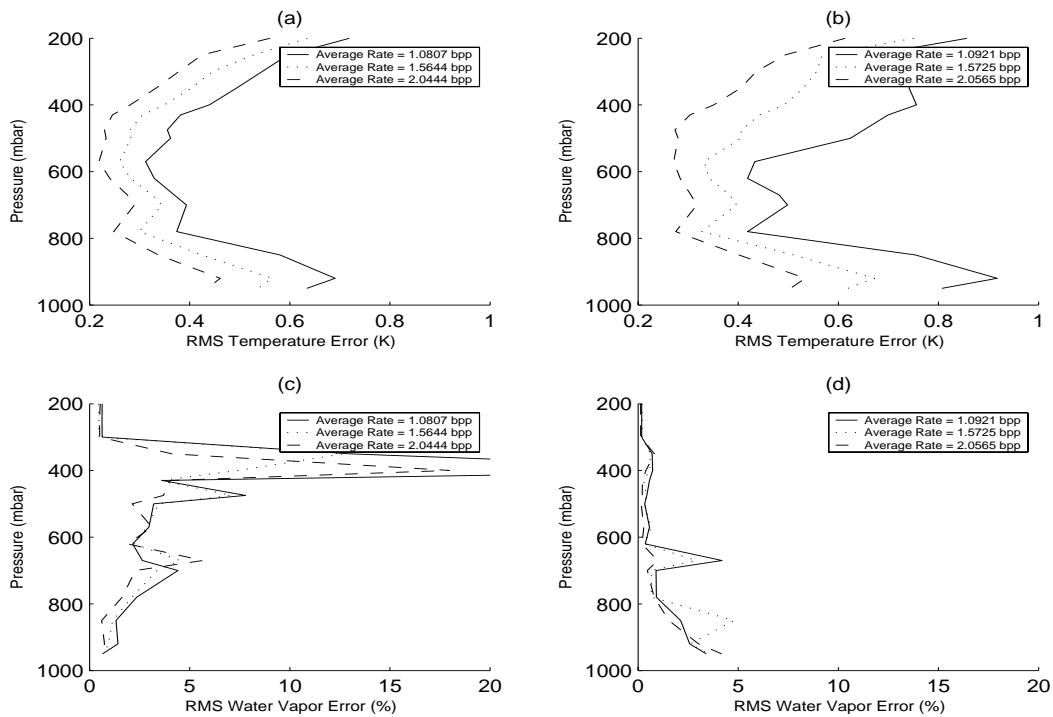 (a)
200
400
600
800
1000
Pressure (mbar)
Average Rate = 1.0807 bpp
Average Rate = 1.5644 bpp
Average Rate = 2.0444 bpp
0.2 0.4 0.6 0.8 1
RMS Temperature Error (K)
(b)
200
400
600
800
1000
Pressure (mbar)
Average Rate = 1.0921 bpp
Average Rate = 1.5725 bpp
Average Rate = 2.0565 bpp
0.2 0.4 0.6 0.8 1
RMS Temperature Error (K)
(c)
200
400
600
800
1000
Pressure (mbar)
Average Rate = 1.0807 bpp
Average Rate = 1.5644 bpp
Average Rate = 2.0444 bpp
0 5 10 15 20
RMS Water Vapor Error (%)
(d)
200
400
600
800
1000
Pressure (mbar)
Average Rate = 1.0921 bpp
Average Rate = 1.5725 bpp
Average Rate = 2.0565 bpp
0 5 10 15 20
RMS Water Vapor Error (%)